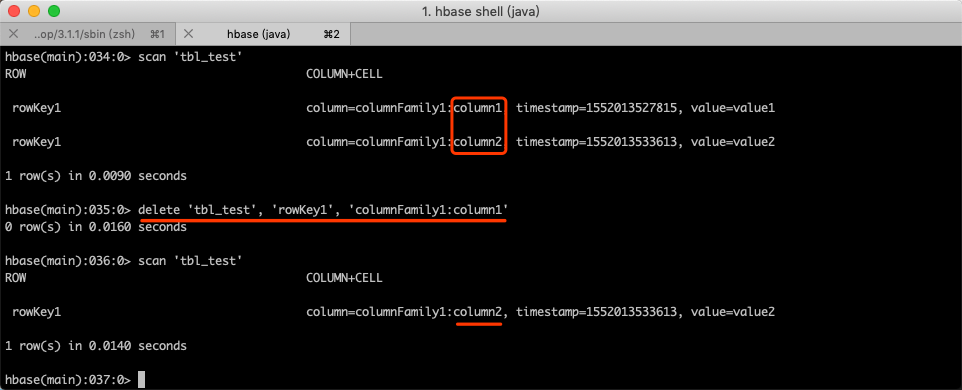 1. hbase shell (java)
..op/3.1.1/sbin (zsh) ⌘1 hbase (java) ⌘2
hbase(main):034:0> scan 'tbl_test'
ROW COLUMN+CELL
rowKey1 column=columnFamily1:column1, timestamp=1552013527815, value=value1
rowKey1 column=columnFamily1:column2, timestamp=1552013533613, value=value2
1 row(s) in 0.0090 seconds
hbase(main):035:0> delete 'tbl_test', 'rowKey1', 'columnFamily1:column1'
0 row(s) in 0.0160 seconds
hbase(main):036:0> scan 'tbl_test'
ROW COLUMN+CELL
rowKey1 column=columnFamily1:column2, timestamp=1552013533613, value=value2
1 row(s) in 0.0140 seconds
hbase(main):037:0>